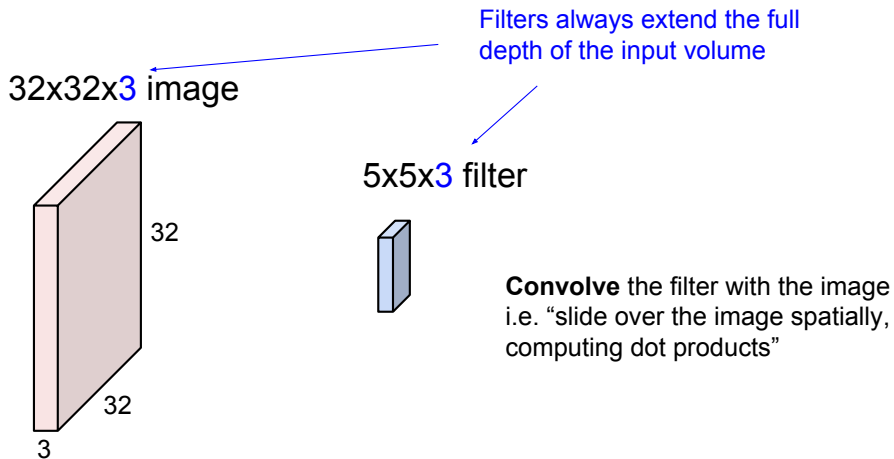 Filters always extend the full
depth of the input volume
32x32x3 image
5x5x3 filter
32
Convolve the filter with the image
i.e. “slide over the image spatially,
computing dot products”
32
3